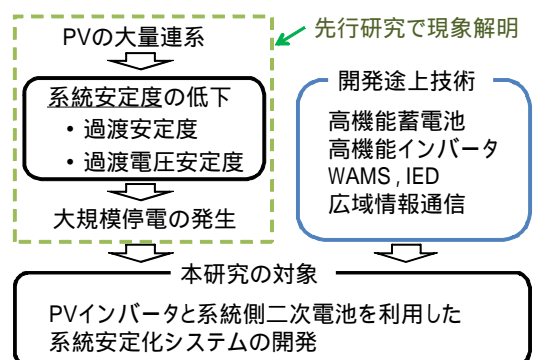 PVの大量連系
先行研究で現象解明
系統安定度の低下
・過渡安定度
・過渡電圧安定度
大規模停電の発生
開発途上技術
高機能蓄電池
高機能インバータ
WAMS , IED
広域情報通信
本研究の対象
PVインバータと系統側二次電池を利用した
系統安定化システムの開発